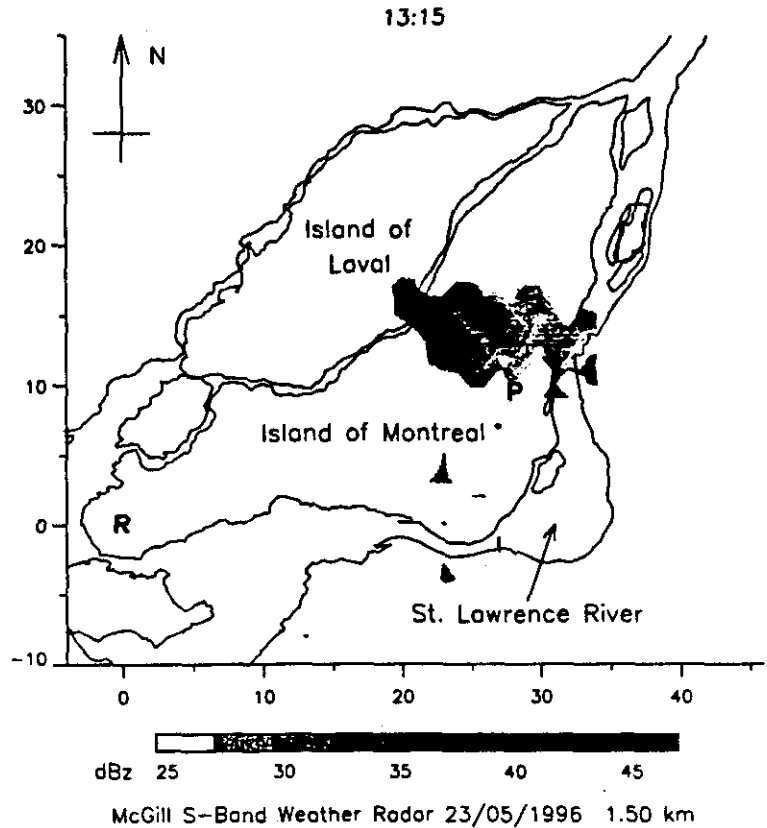 13:15
N
30
20
10
0
-10
Island of
Laval
P
Island of Montreal
R
St. Lawrence River
0 10 20 30 40
dBz 25 30 35 40 45
McGill S-Band Weather Radar 23/05/1996 1.50 km